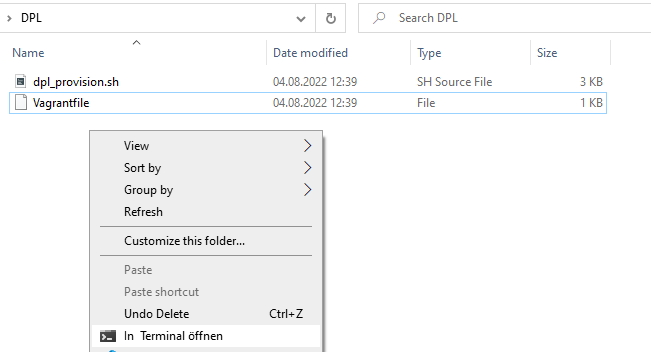 DPL
Search DPL
Name Date modified Type Size
dpl_provision.sh 04.08.2022 12:39 SH Source File 3 KB
Vagrantfile 04.08.2022 12:39 File 1 KB
View
Sort by
Group by
Refresh
Customize this folder...
Paste
Paste shortcut
Undo Delete Ctrl+Z
In Terminal öffnen